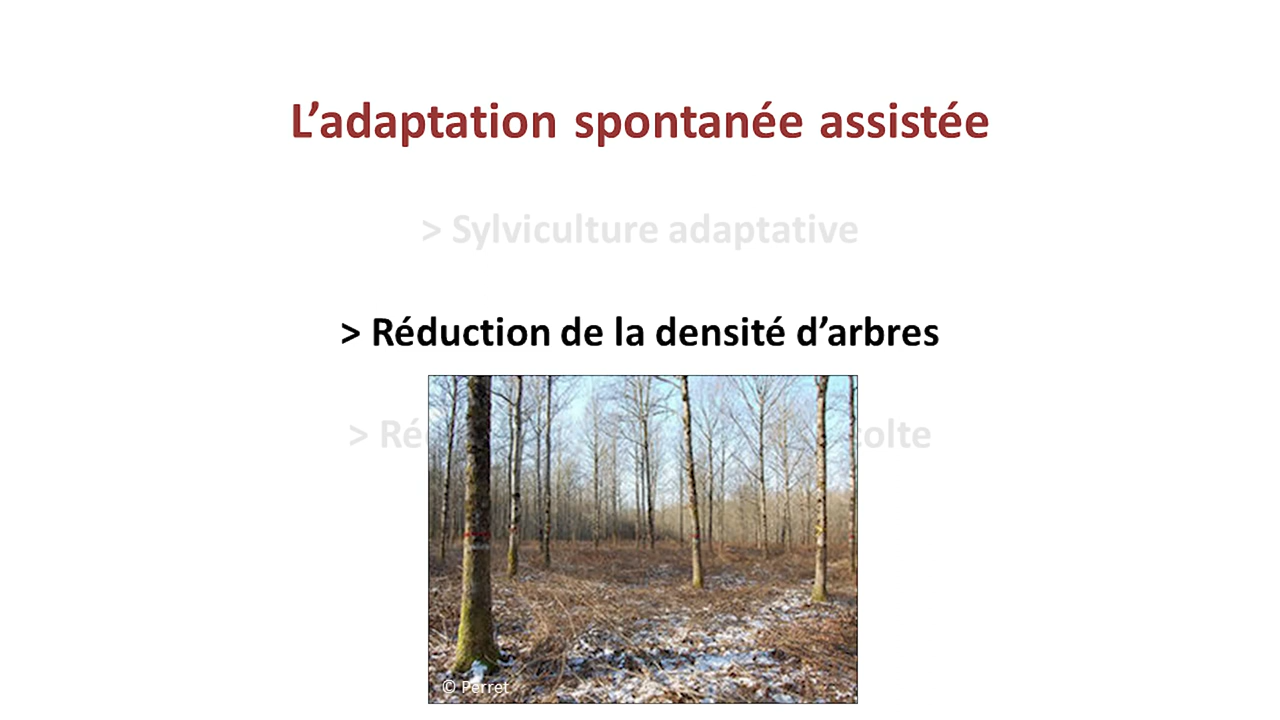 L’adaptation spontanée assistée
> Sylviculture adaptative
> Réduction de la densité d’arbres
>
© Perret